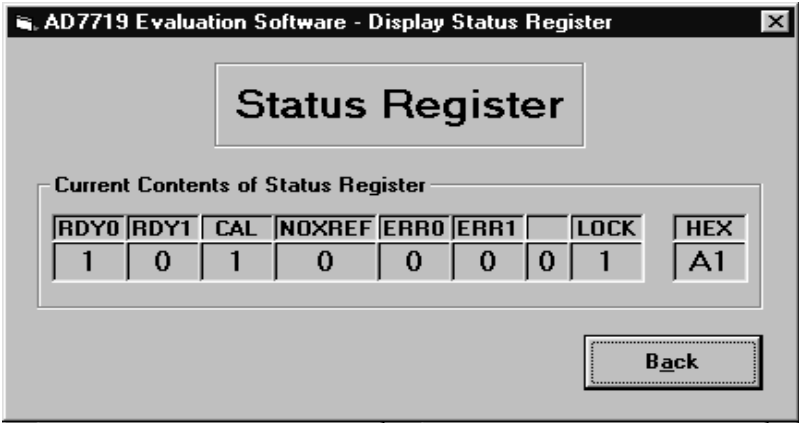 AD7719 Evaluation Software - Display Status Register
Status Register
Current Contents of Status Register
RDY0 RDY1 CAL NOXREF ERR0 ERR1 LOCK HEX
1 0 1 0 0 0 0 1 A1
Back